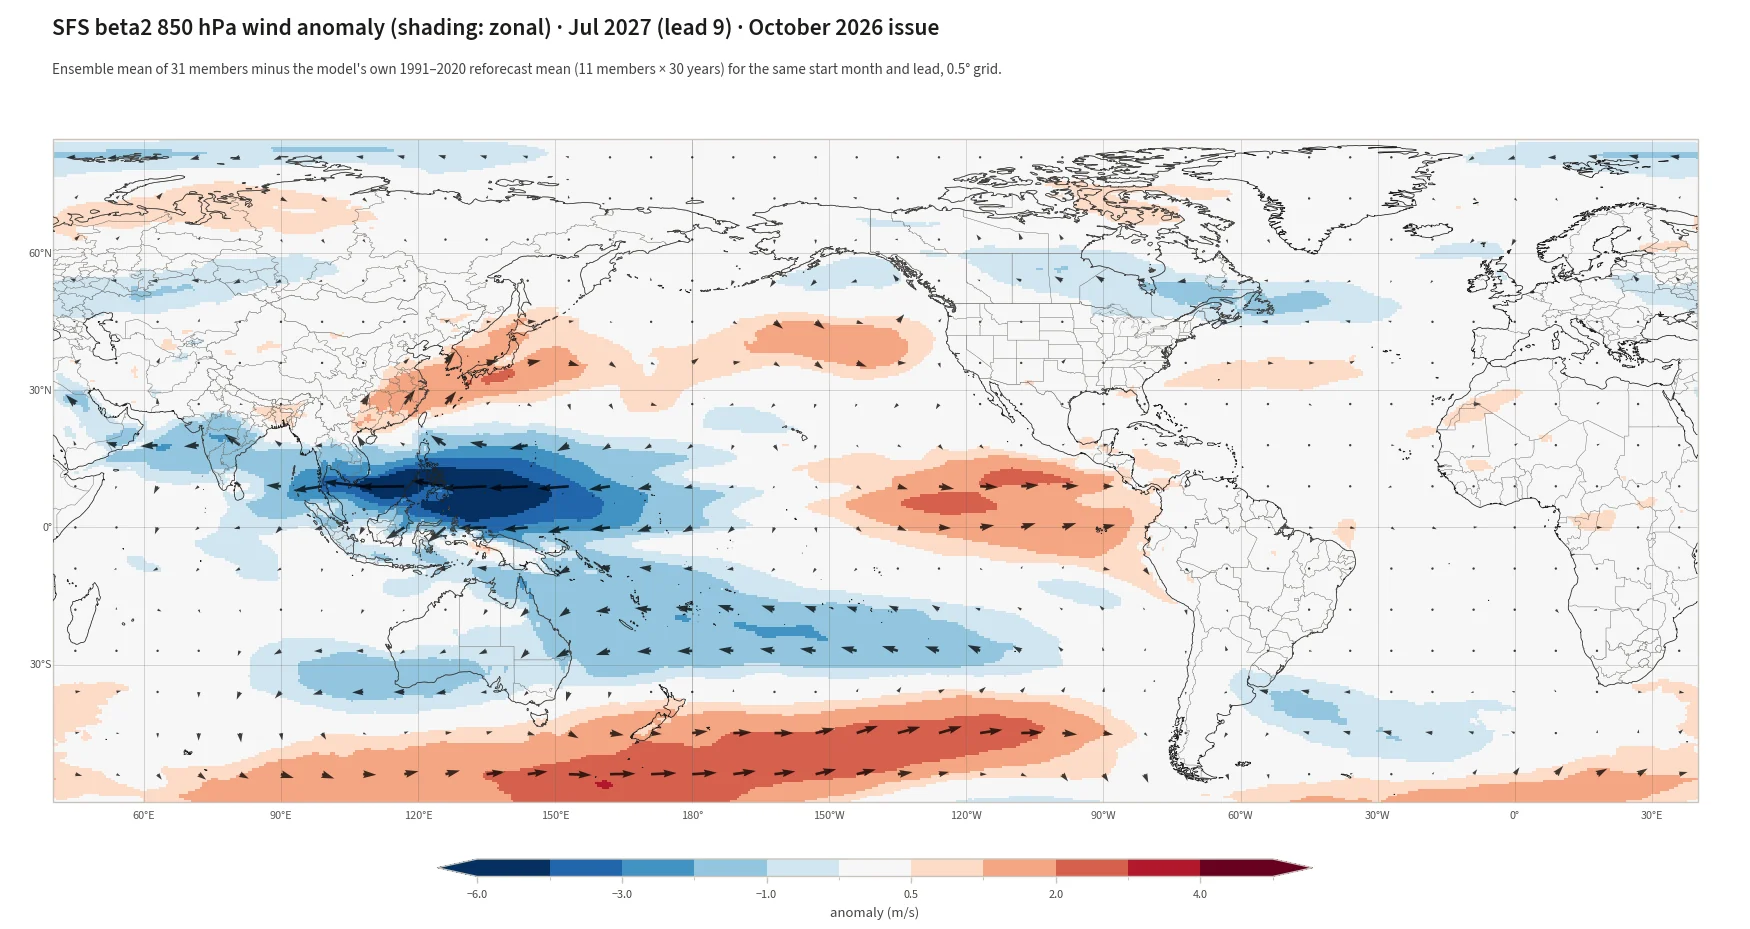 SFS beta2 850 hPa wind anomaly (shading: zonal) · Jul 2027 (lead 9) · October 2026 issue
Ensemble mean of 31 members minus the model's own 1991–2020 reforecast mean (11 members × 30 years) for the same start month and lead, 0.5° grid.
60°N
30°N
0°
30°S
60°E 90°E 120°E 150°E 180° 150°W 120°W 90°W 60°W 30°W 0° 30°E
−6.0 −3.0 −1.0 0.5 2.0 4.0
anomaly (m/s)